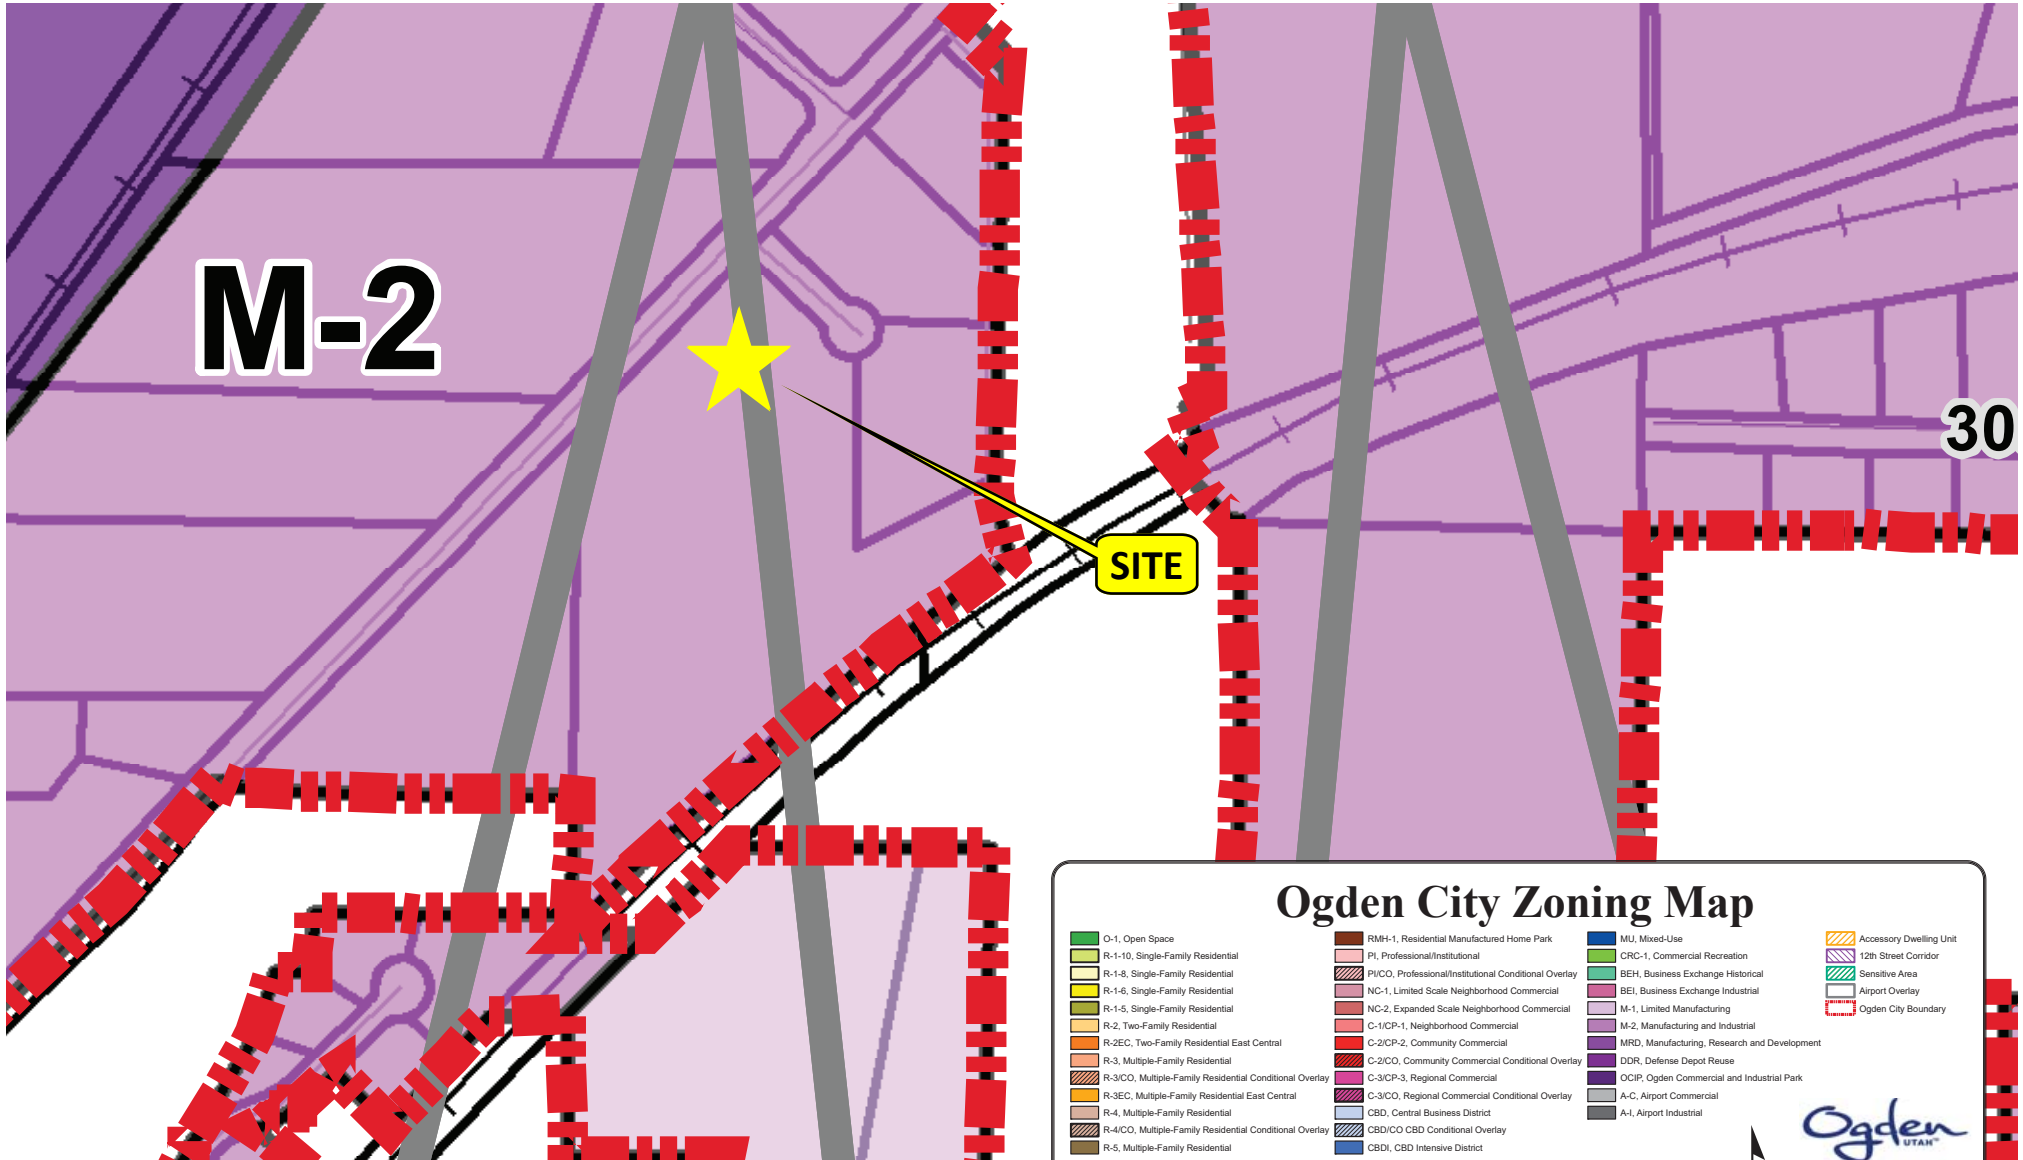 M-2
30
SITE
Ogden City Zoning Map
O-1, Open Space
R-1-10, Single-Family Residential
R-1-8, Single-Family Residential
R-1-6, Single-Family Residential
R-1-5, Single-Family Residential
R-2, Two-Family Residential
R-2EC, Two-Family Residential East Central
R-3, Multiple-Family Residential
R-3/CO, Multiple-Family Residential Conditional Overlay
R-3EC, Multiple-Family Residential East Central
R-4, Multiple-Family Residential
R-4/CO, Multiple-Family Residential Conditional Overlay
R-5, Multiple-Family Residential
RMH-1, Residential Manufactured Home Park
PI, Professional/Institutional
PI/CO, Professional/Institutional Conditional Overlay
NC-1, Limited Scale Neighborhood Commercial
NC-2, Expanded Scale Neighborhood Commercial
C-1/CP-1, Neighborhood Commercial
C-2/CP-2, Community Commercial
C-2/CO, Community Commercial Conditional Overlay
C-3/CP-3, Regional Commercial
C-3/CO, Regional Commercial Conditional Overlay
CBD, Central Business District
CBD/CO CBD Conditional Overlay
CBDI, CBD Intensive District
MU, Mixed-Use
CRC-1, Commercial Recreation
BEH, Business Exchange Historical
BEI, Business Exchange Industrial
M-1, Limited Manufacturing
M-2, Manufacturing and Industrial
MRD, Manufacturing, Research and Development
DDR, Defense Depot Reuse
OCIP, Ogden Commercial and Industrial Park
A-C, Airport Commercial
A-I, Airport Industrial
Accessory Dwelling Unit
12th Street Corridor
Sensitive Area
Airport Overlay
Ogden City Boundary
Ogden
UTAH™